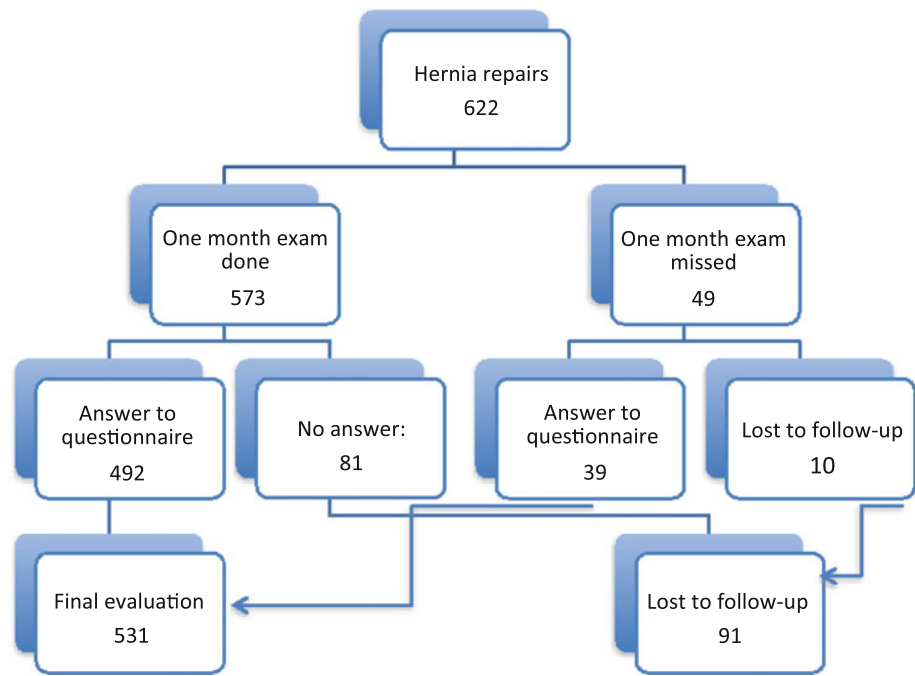 Hernia repairs
622
One month exam
done
573
One month exam
missed
49
Answer to
questionnaire
492
No answer:
81
Answer to
questionnaire
39
Lost to follow-up
10
Final evaluation
531
Lost to follow-up
91